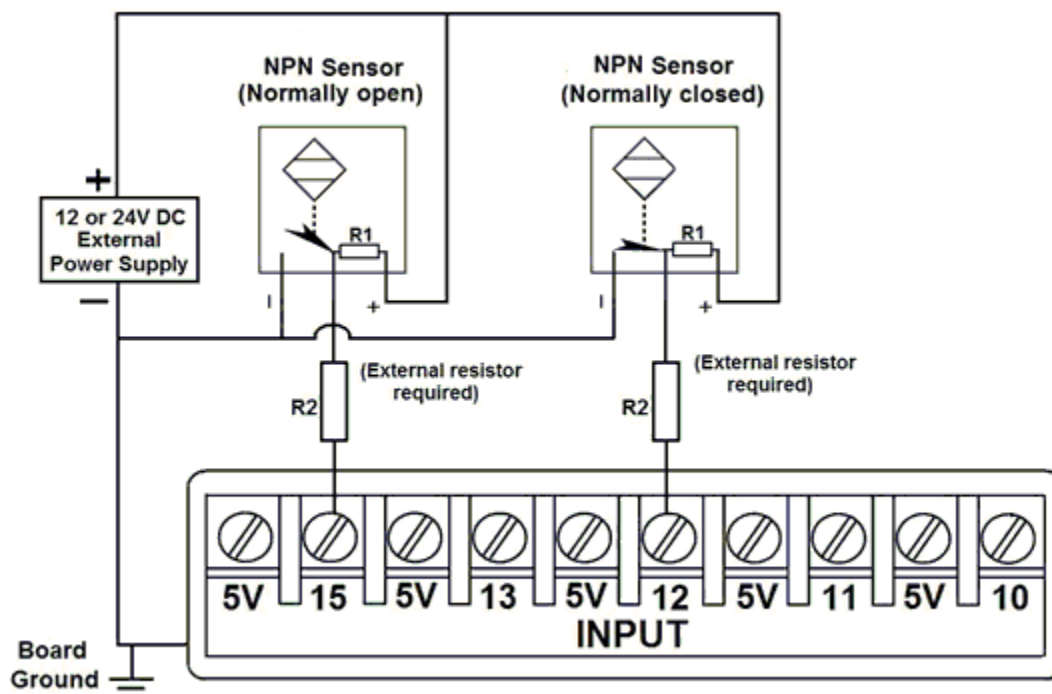 NPN Sensor
(Normally open)
NPN Sensor
(Normally closed)
+
12 or 24V DC
External
Power Supply
−
R1
R1
I
+
I
+
(External resistor
required)
(External resistor
required)
R2
R2
5V 15 5V 13 5V 12 5V 11 5V 10
INPUT
Board
Ground